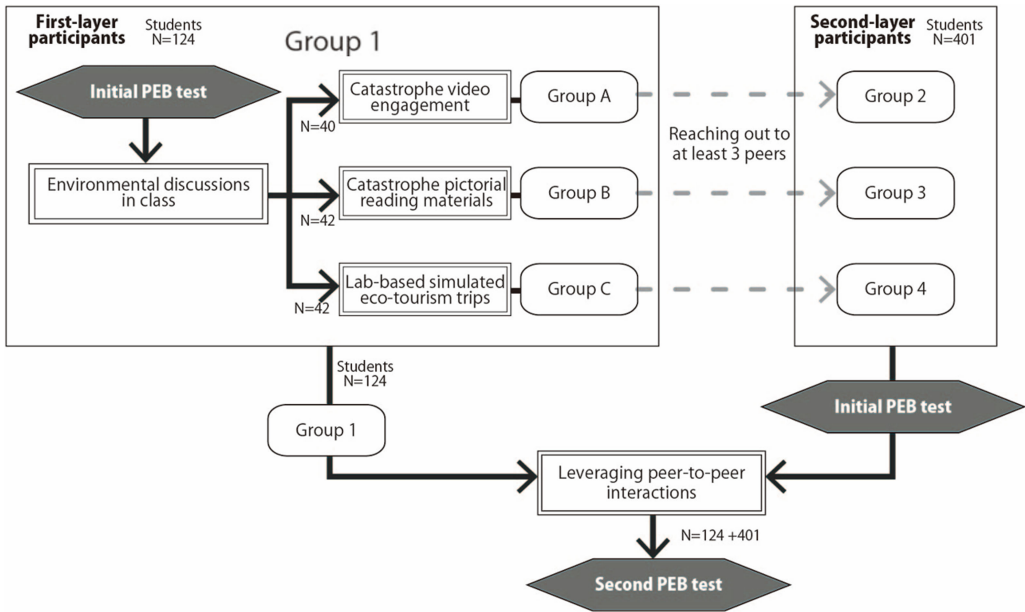 First-layer
participants
Students
N=124
Group 1
Second-layer
participants
Students
N=401
Initial PEB test
Catastrophe video
engagement
Group A
Group 2
N=40
Reaching out to
at least 3 peers
Environmental discussions
in class
Catastrophe pictorial
reading materials
Group B
Group 3
N=42
Lab-based simulated
eco-tourism trips
Group C
Group 4
N=42
Students
N=124
Group 1
Initial PEB test
Leveraging peer-to-peer
interactions
N=124 +401
Second PEB test